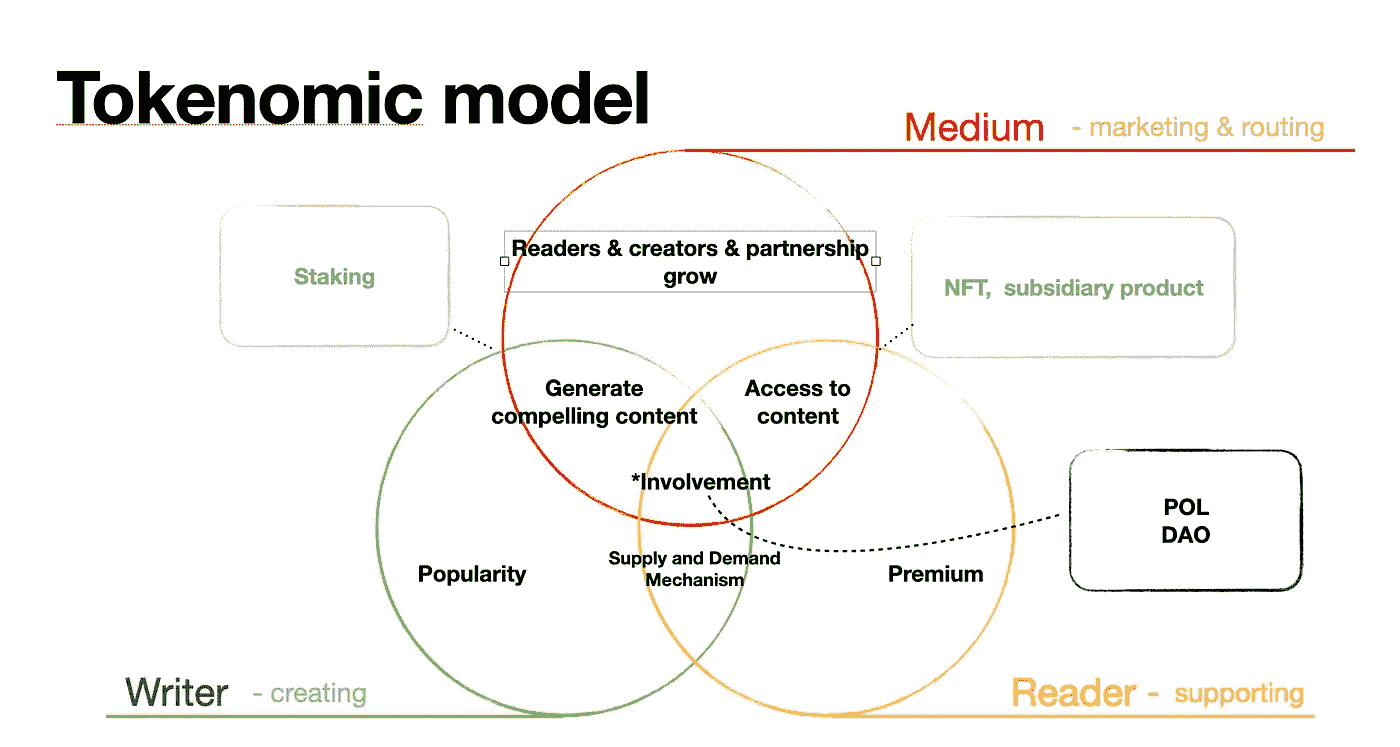 Tokenomic model
Medium - marketing & routing
Readers & creators & partnership
grow
Staking
NFT,  subsidiary product
Generate
compelling content
Access to
content
*Involvement
POL
DAO
Supply and Demand
Mechanism
Popularity
Premium
Writer - creating
Reader - supporting